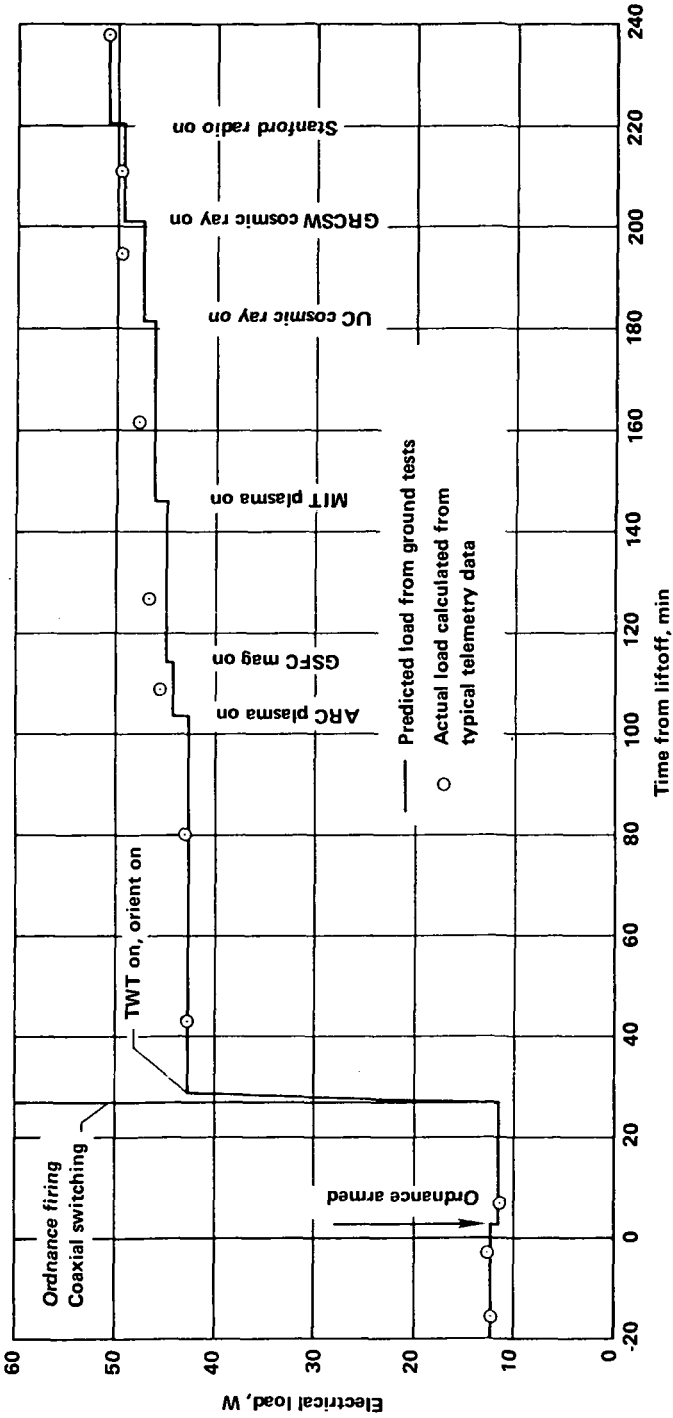 60
50
40
30
20
10
0
Electrical load, W
-20
0
20
40
60
80
100
120
140
160
180
200
220
240
Time from liftoff, min
Ordnance firing
Coaxial switching
Ordnance armed
TWT on, orient on
ARC plasma on
GSFC mag on
MIT plasma on
UC cosmic ray on
GRCSW cosmic ray on
Stanford radio on
Predicted load from ground tests
Actual load calculated from
typical telemetry data